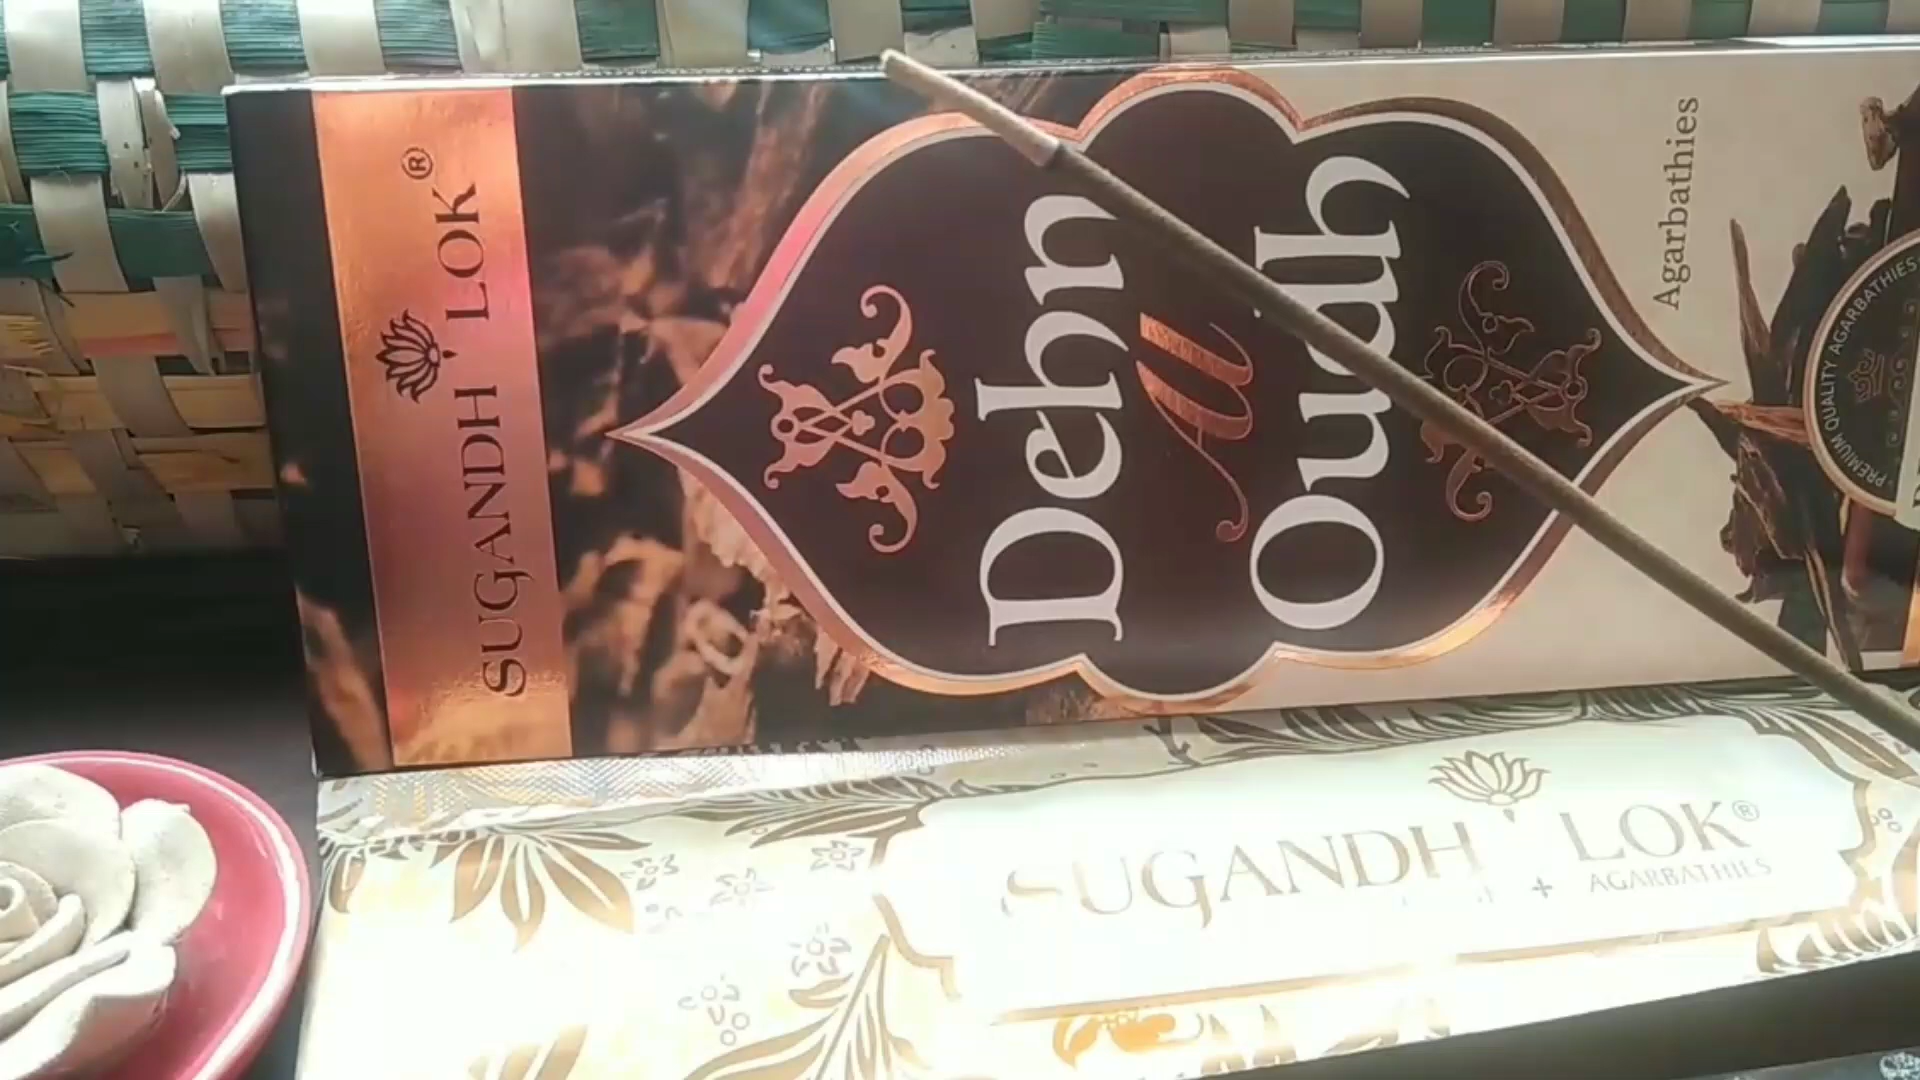 SUGANDH LOK®
Dehn
Al
Oudh
Agarbathies
PREMIUM QUALITY AGARBATHIES
SUGANDH LOK®
+ AGARBATHIES